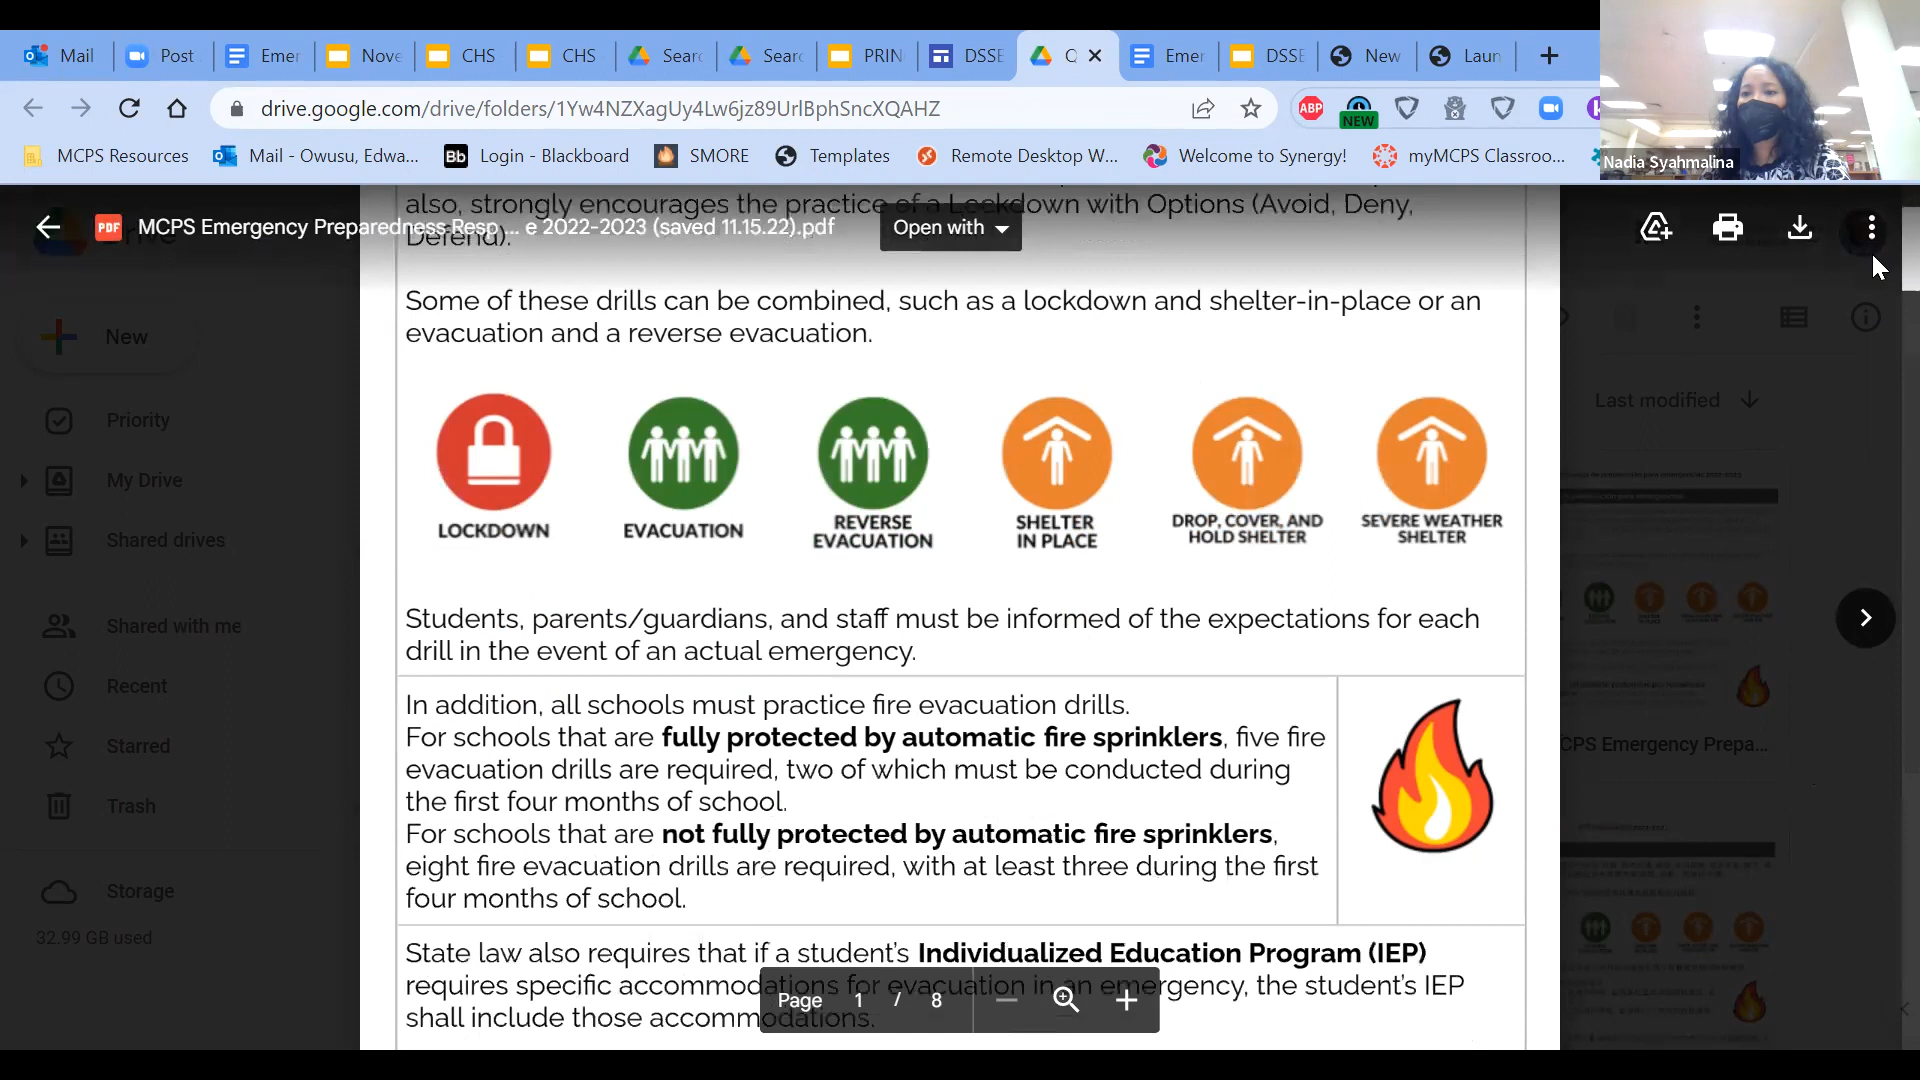 Mail
Post
Emer
Nove
CHS
CHS
Searc
Searc
PRIN
DSSE
Q
Emer
DSSE
New
Laun
drive.google.com/drive/folders/1Yw4NZXagUy4Lw6jz89UrlBphSncXQAHZ
ABP
NEW
MCPS Resources
Mail - Owusu, Edwa...
Bb
Login - Blackboard
SMORE
Templates
Remote Desktop W...
Welcome to Synergy!
myMCPS Classroo...
Nadia Syahmalina
also, strongly encourages the practice of a Lockdown with Options (Avoid, Deny,
Defend).
PDF
MCPS Emergency Preparedness Resp... e 2022-2023 (saved 11.15.22).pdf
Open with
Some of these drills can be combined, such as a lockdown and shelter-in-place or an
evacuation and a reverse evacuation.
LOCKDOWN
EVACUATION
REVERSE
EVACUATION
SHELTER
IN PLACE
DROP, COVER, AND
HOLD SHELTER
SEVERE WEATHER
SHELTER
Students, parents/guardians, and staff must be informed of the expectations for each
drill in the event of an actual emergency.
In addition, all schools must practice fire evacuation drills.
For schools that are fully protected by automatic fire sprinklers, five fire
evacuation drills are required, two of which must be conducted during
the first four months of school.
For schools that are not fully protected by automatic fire sprinklers,
eight fire evacuation drills are required, with at least three during the first
four months of school.
State law also requires that if a student's Individualized Education Program (IEP)
requires specific accommodations for evacuation in an emergency, the student's IEP
shall include those accommodations.
Page 1 / 8
New
Priority
My Drive
Shared drives
Shared with me
Recent
Starred
Trash
Storage
32.99 GB used
Last modified
CPS Emergency Prepa...